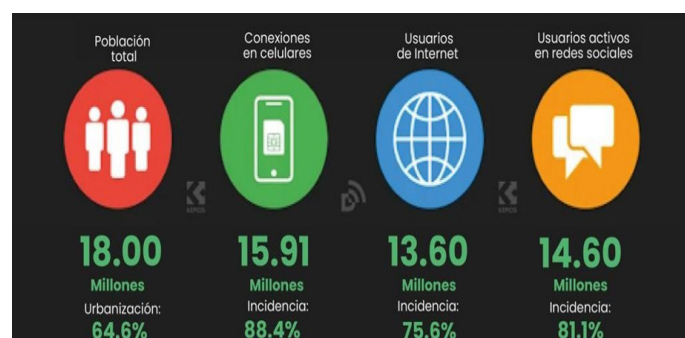 Población
total
Conexiones
en celulares
Usuarios
de Internet
Usuarios activos
en redes sociales
18.00
Millones
Urbanización:
64.6%
15.91
Millones
Incidencia:
88.4%
13.60
Millones
Incidencia:
75.6%
14.60
Millones
Incidencia:
81.1%